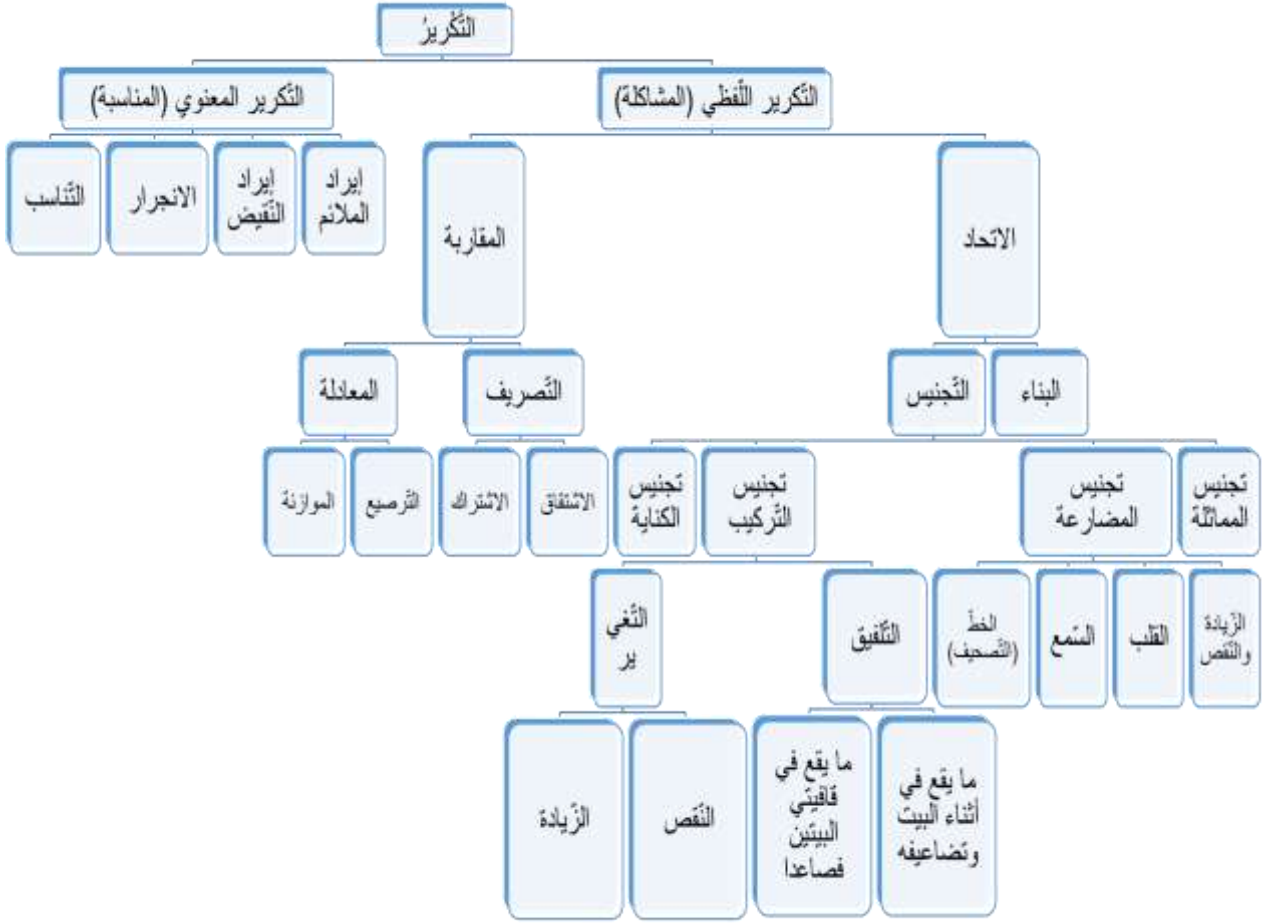 التَّكْريرُ
التّكرير اللّفظي (المشاكلة)
التّكرير المعنوي (المناسبة)
الاتحاد
المقاربة
إيراد
الملائم
إيراد
النّقيض
الانجرار
التّناسب
البناء
التّجنيس
التّصريف
المعادلة
تجنيس
المماثلة
تجنيس
المضارعة
تجنيس
التّركيب
تجنيس
الكناية
الاشتقاق
الاشتراك
التّرصيع
الموازنة
الزّيادة
والنّقص
القلب
السّمع
الخطّ
(التّصحيف)
التّلفيق
التّغي
ير
ما يقع في
أثناء البيت
وتضاعيفه
ما يقع في
قافيتي
البيتين
فصاعدا
النّقص
الزّيادة